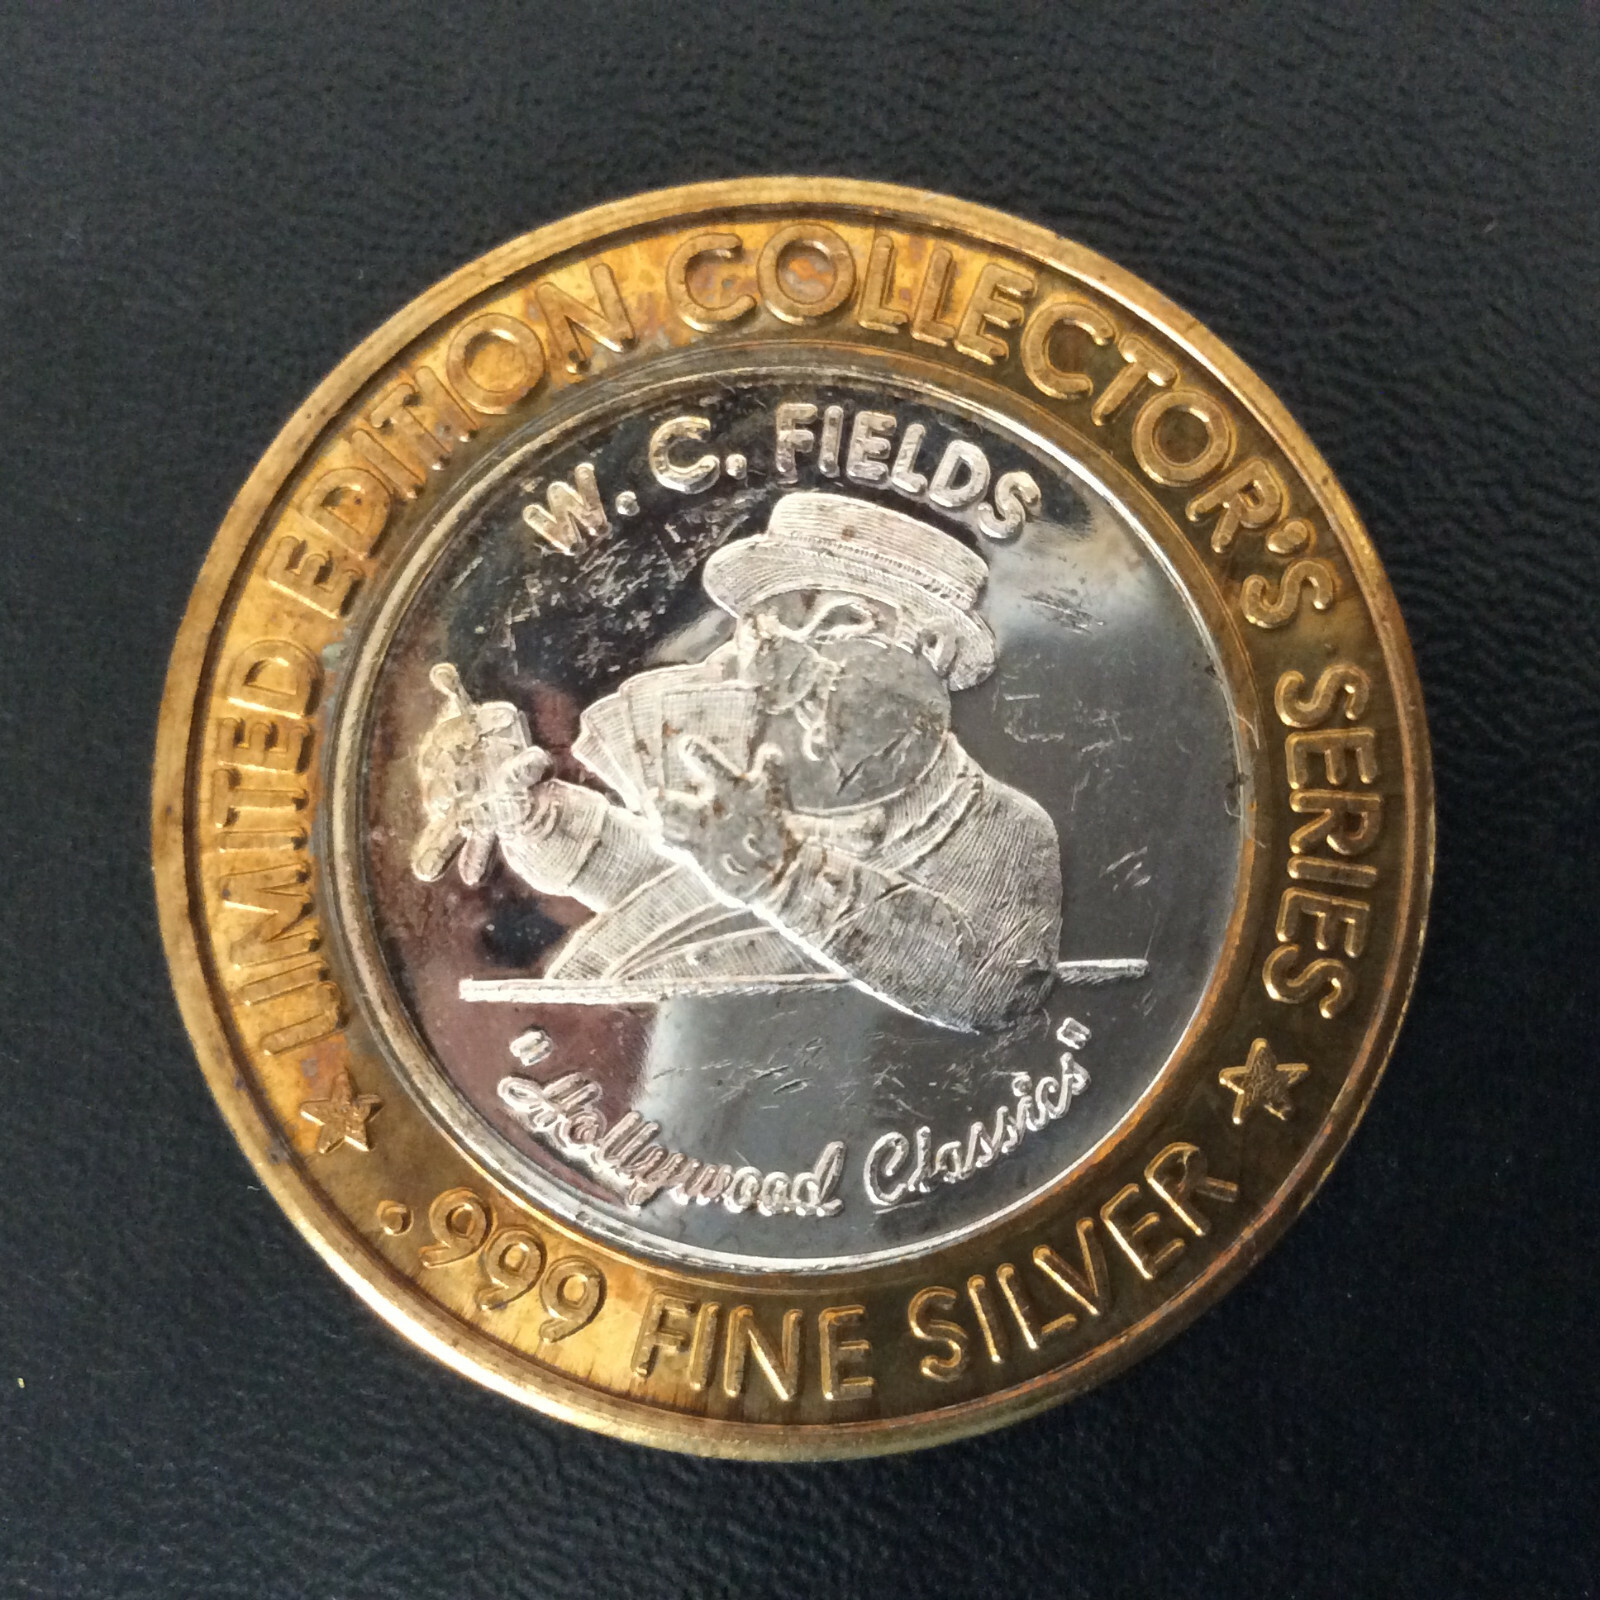 LIMITED EDITION COLLECTOR'S SERIES
W. C. FIELDS
"Hollywood Classics"
.999 FINE SILVER